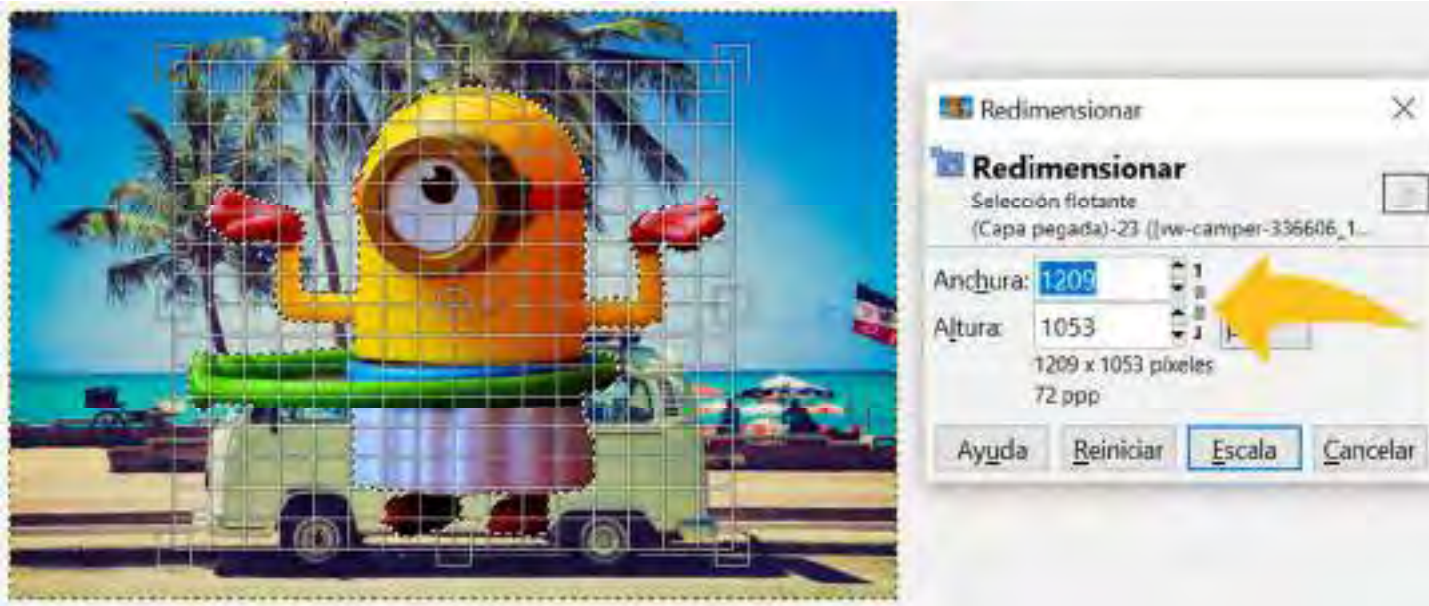 Redimensionar
Redimensionar
Selección flotante
(Capa pegada)-23 ([vw-camper-336606_1...
Anchura: 1209
Altura: 1053
1209 x 1053 píxeles
72 ppp
Ayuda Reiniciar Escala Cancelar